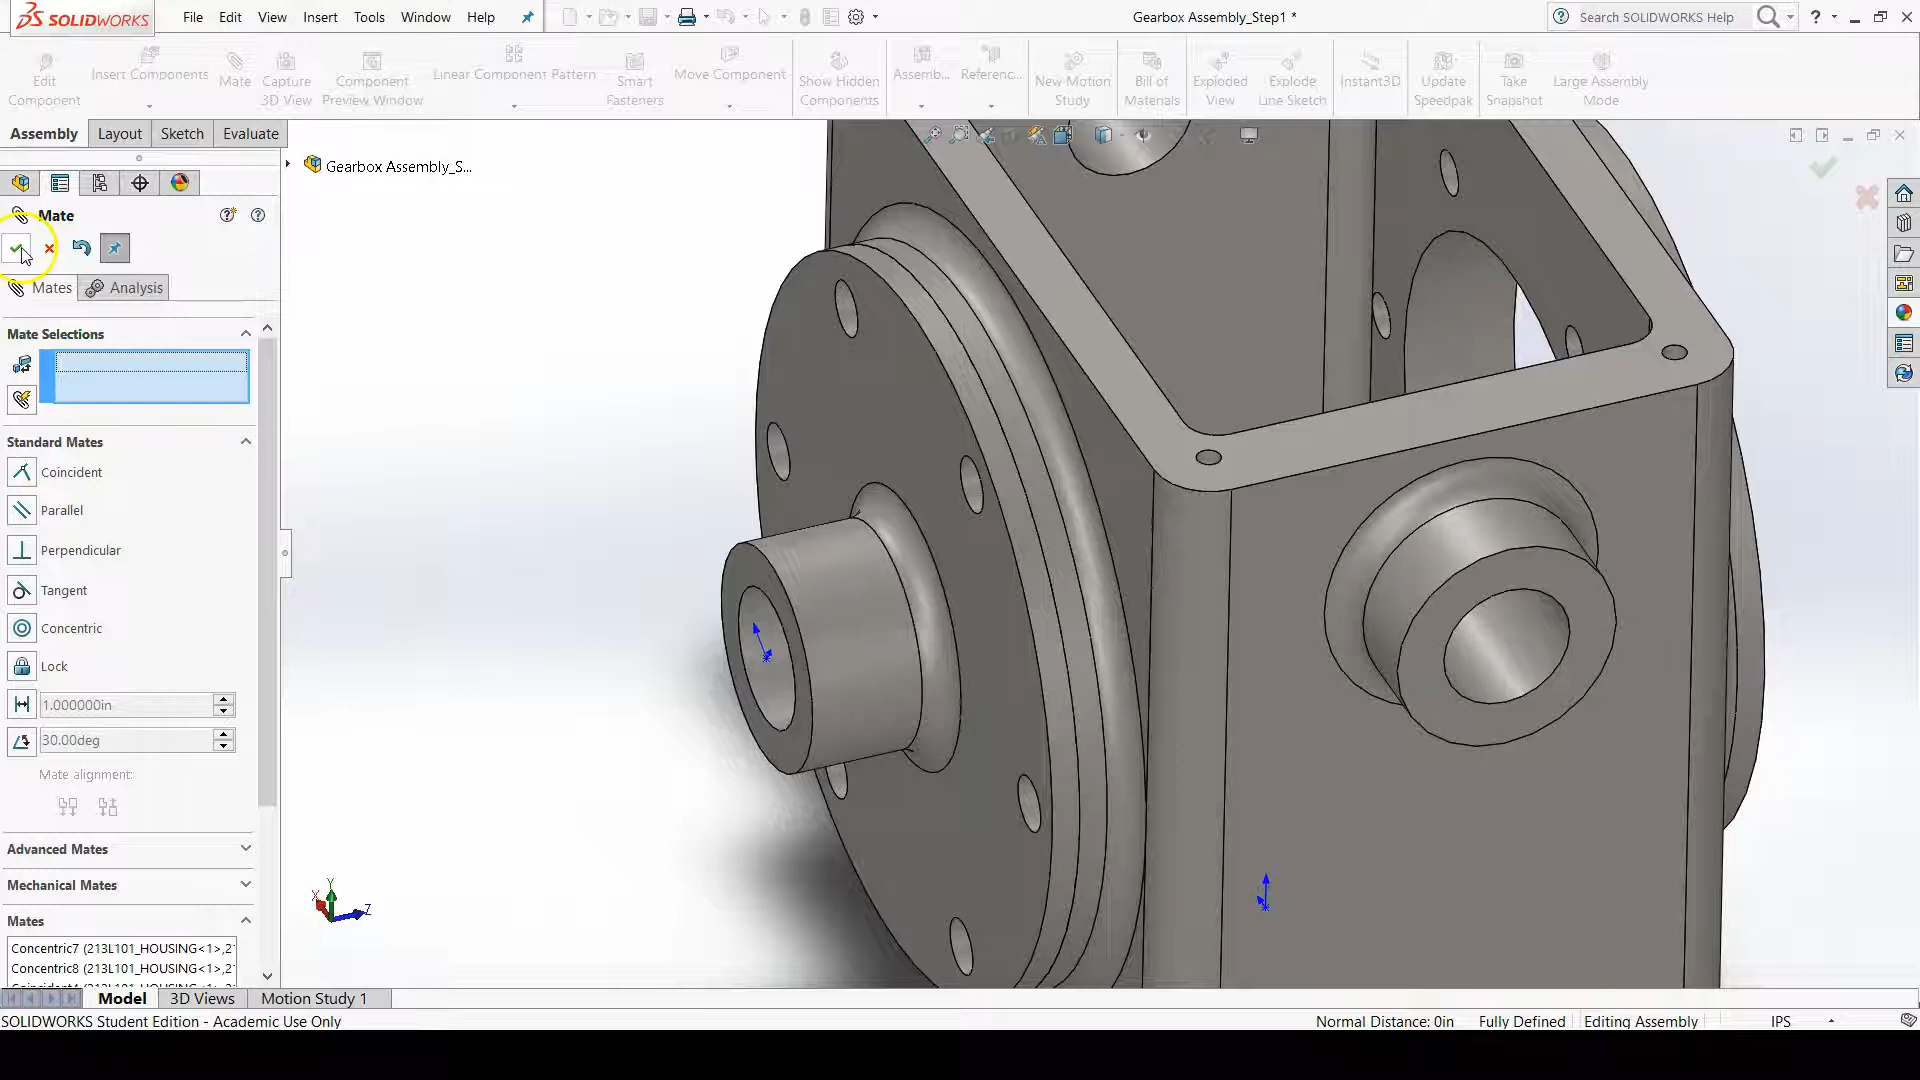 SOLIDWORKS File Edit View Insert Tools Window Help Gearbox Assembly_Step1 * Search SOLIDWORKS Help
Edit Component
Insert Components
Mate
Capture 3D View
Component Preview Window
Linear Component Pattern
Smart Fasteners
Move Component
Show Hidden Components
Assemb...
Referenc...
New Motion Study
Bill of Materials
Exploded View
Explode Line Sketch
Instant3D
Update Speedpak
Take Snapshot
Large Assembly Mode
Assembly Layout Sketch Evaluate
Gearbox Assembly_S...
Mate
Mates Analysis
Mate Selections
Standard Mates
Coincident
Parallel
Perpendicular
Tangent
Concentric
Lock
1.000000in
30.00deg
Mate alignment:
Advanced Mates
Mechanical Mates
Mates
Concentric7 (213L101_HOUSING<1>,2
Concentric8 (213L101_HOUSING<1>,2
X Y Z
Model 3D Views Motion Study 1
SOLIDWORKS Student Edition - Academic Use Only Normal Distance: 0in Fully Defined Editing Assembly IPS